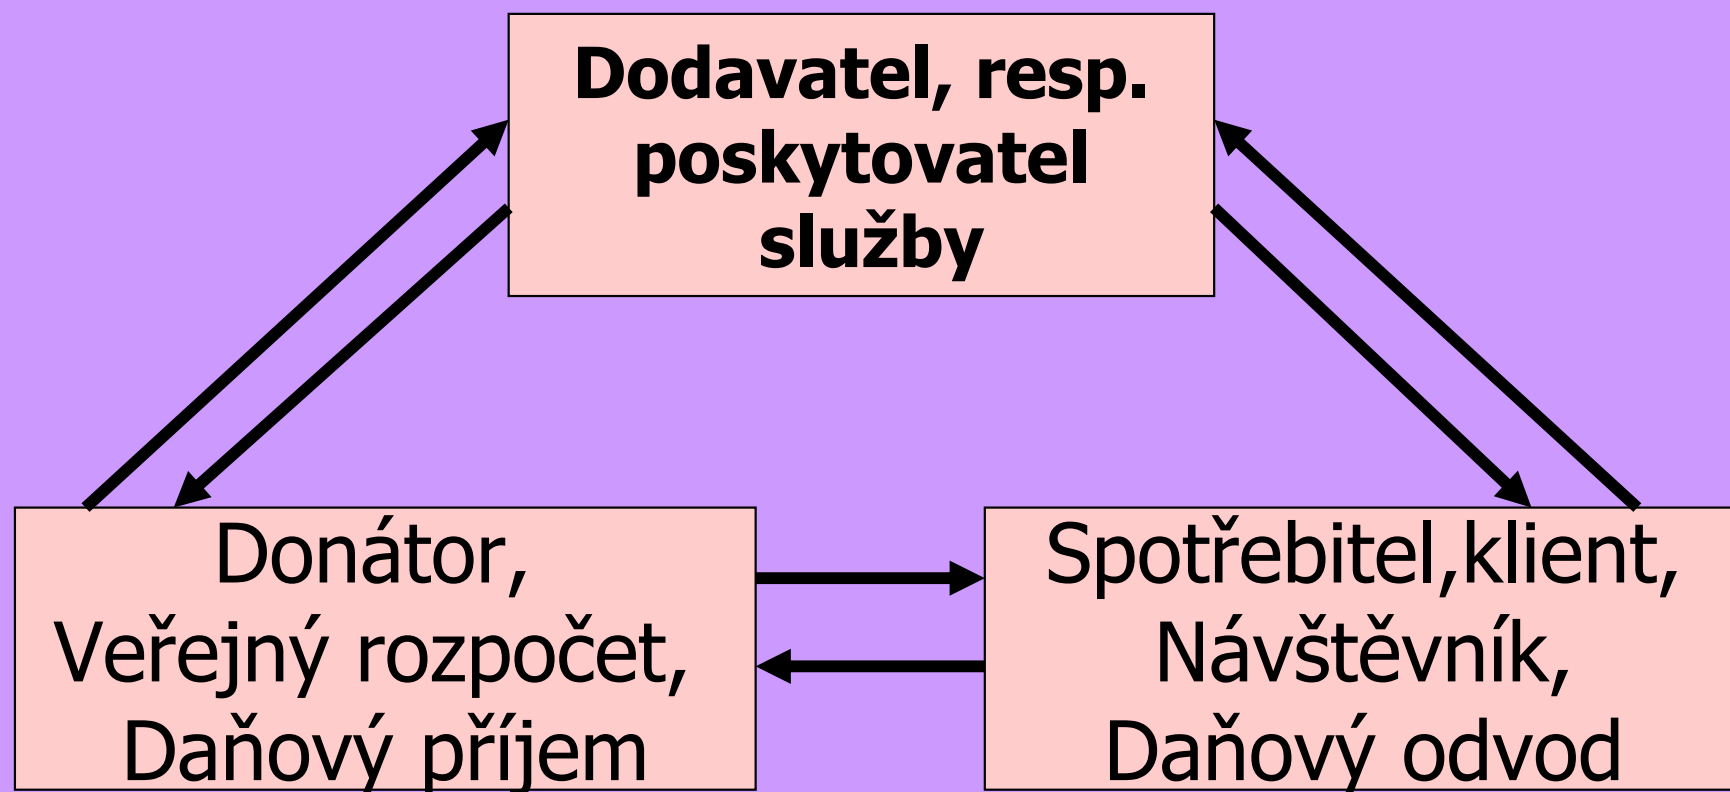 Dodavatel, resp.
poskytovatel
služby
Donátor,
Veřejný rozpočet,
Daňový příjem
Spotřebitel,klient,
Návštěvník,
Daňový odvod